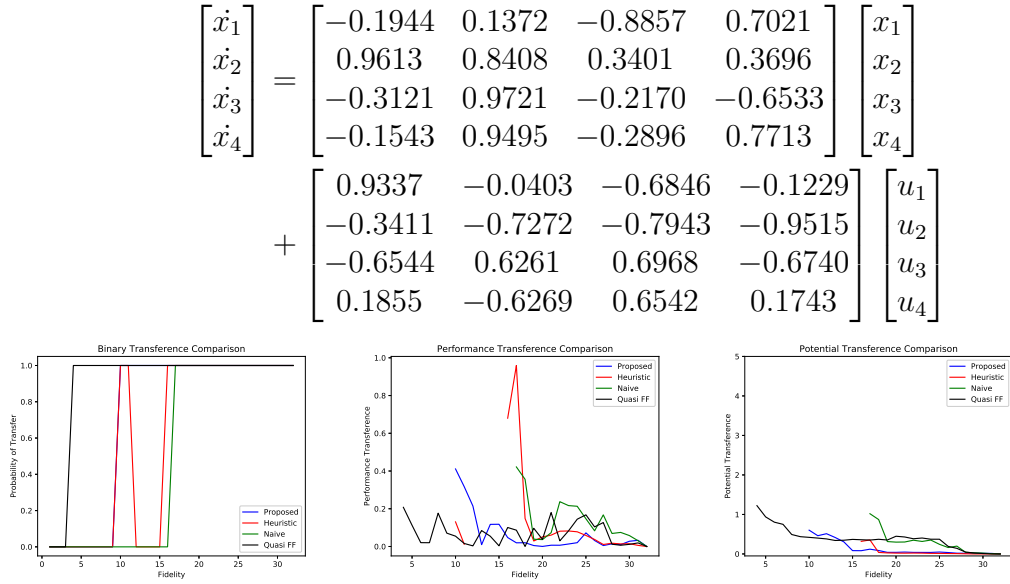 [ẋ1] = [−0.1944 0.1372 −0.8857 0.7021] [x1]
[ẋ2] = [0.9613 0.8408 0.3401 0.3696] [x2]
[ẋ3] = [−0.3121 0.9721 −0.2170 −0.6533] [x3]
[ẋ4] = [−0.1543 0.9495 −0.2896 0.7713] [x4]
+ [0.9337 −0.0403 −0.6846 −0.1229] [u1]
[−0.3411 −0.7272 −0.7943 −0.9515] [u2]
[−0.6544 0.6261 0.6968 −0.6740] [u3]
[0.1855 −0.6269 0.6542 0.1743] [u4]
Binary Transference Comparison
Probability of Transfer
1.0
0.8
0.6
0.4
0.2
0.0
Proposed
Heuristic
Naive
Quasi FF
0 5 10 15 20 25 30
Fidelity
Performance Transference Comparison
Performance Transference
1.0
0.8
0.6
0.4
0.2
0.0
Proposed
Heuristic
Naive
Quasi FF
5 10 15 20 25 30
Fidelity
Potential Transference Comparison
Potential Transference
5
4
3
2
1
0
Proposed
Heuristic
Naive
Quasi FF
5 10 15 20 25 30
Fidelity